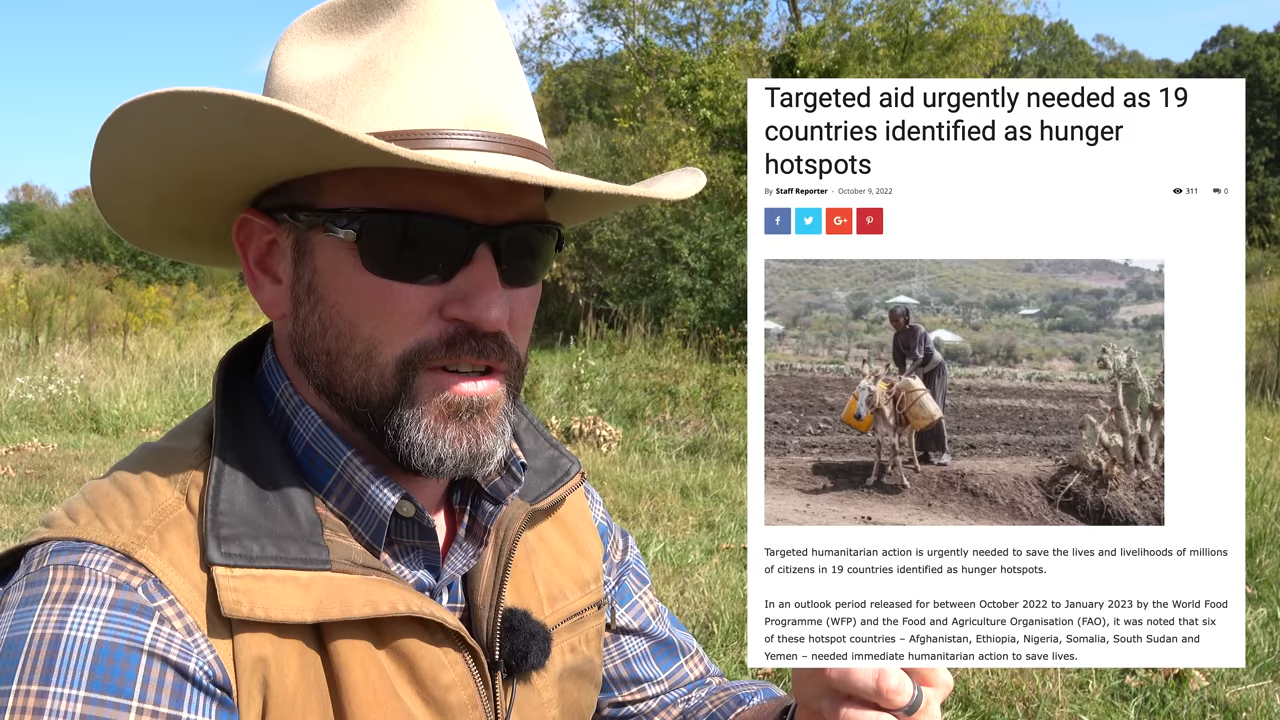 Targeted aid urgently needed as 19
countries identified as hunger
hotspots
By Staff Reporter - October 9, 2022
311
0
Targeted humanitarian action is urgently needed to save the lives and livelihoods of millions
of citizens in 19 countries identified as hunger hotspots.
In an outlook period released for between October 2022 to January 2023 by the World Food
Programme (WFP) and the Food and Agriculture Organisation (FAO), it was noted that six
of these hotspot countries – Afghanistan, Ethiopia, Nigeria, Somalia, South Sudan and
Yemen – needed immediate humanitarian action to save lives.